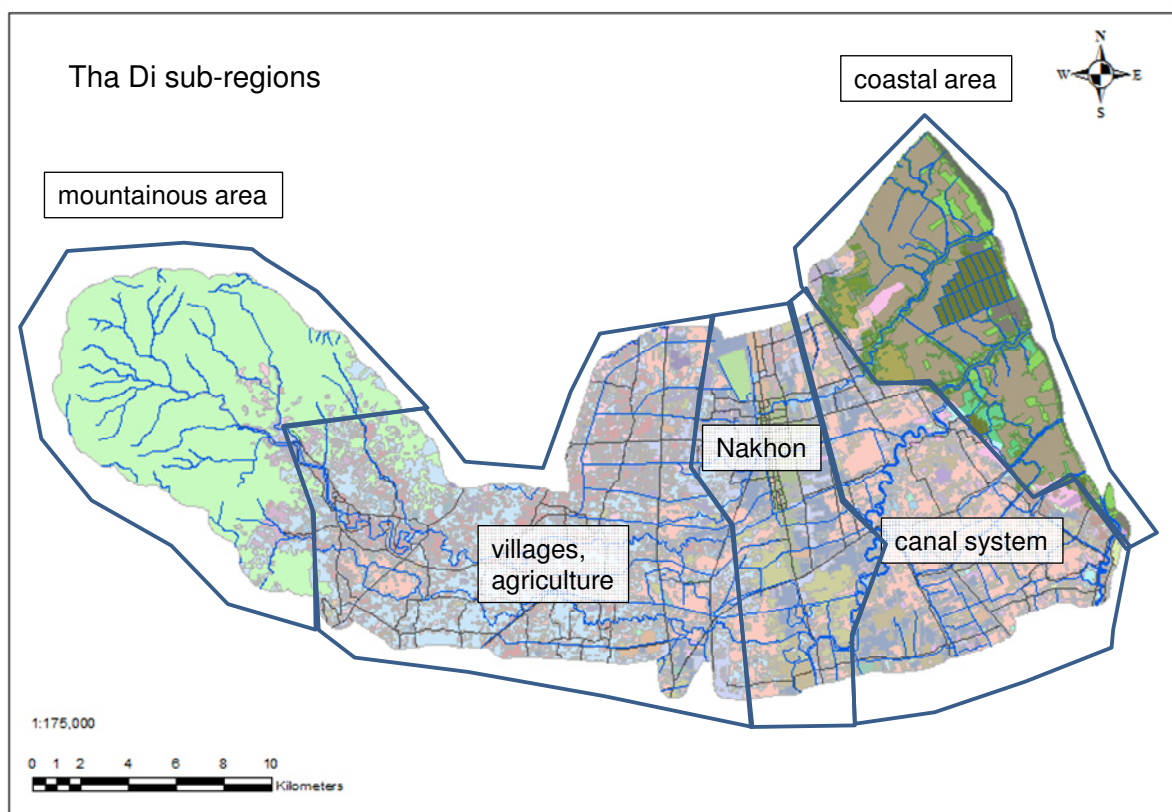 Tha Di sub-regions
coastal area
N
W
E
S
mountainous area
Nakhon
villages,
agriculture
canal system
1:175,000
0 1 2 4 6 8 10
Kilometers